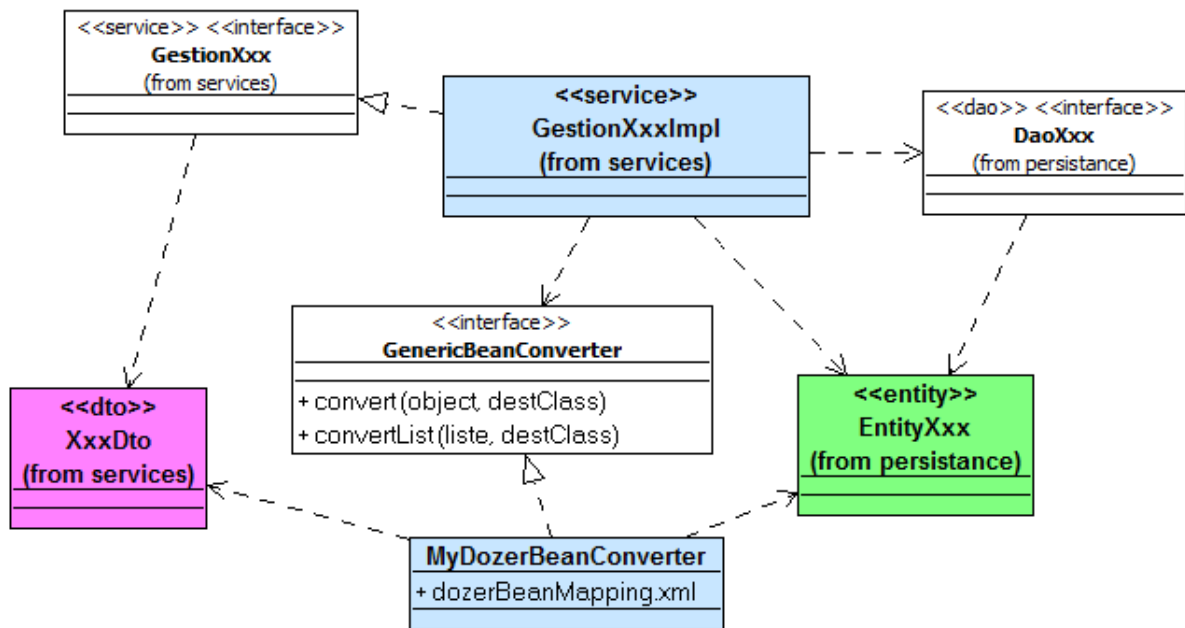 <<service>> <<interface>>
GestionXxx
(from services)
<<service>>
GestionXxxImpl
(from services)
<<dao>> <<interface>>
DaoXxx
(from persistance)
<<interface>>
GenericBeanConverter
+ convert(object, destClass)
+ convertList(liste, destClass)
<<dto>>
XxxDto
(from services)
<<entity>>
EntityXxx
(from persistance)
MyDozerBeanConverter
+ dozerBeanMapping.xml